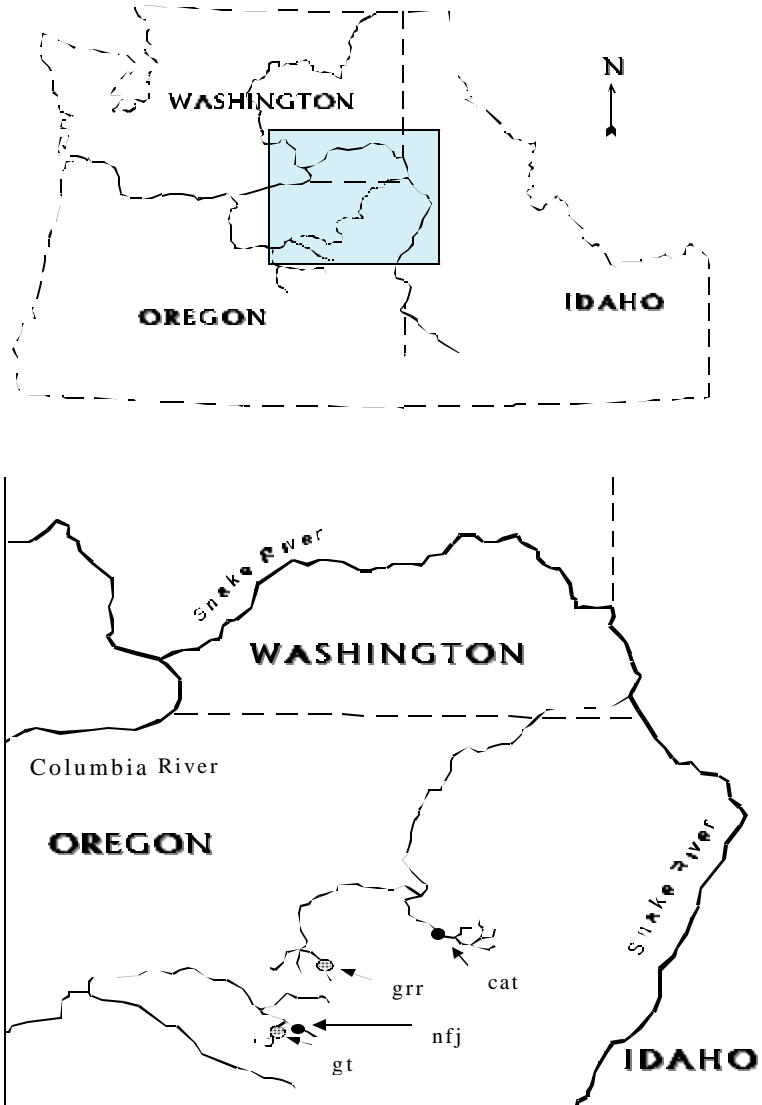 N
WASHINGTON
OREGON
IDAHO
Snake River
WASHINGTON
Columbia River
OREGON
Snake River
grr
cat
nfj
gt
IDAHO